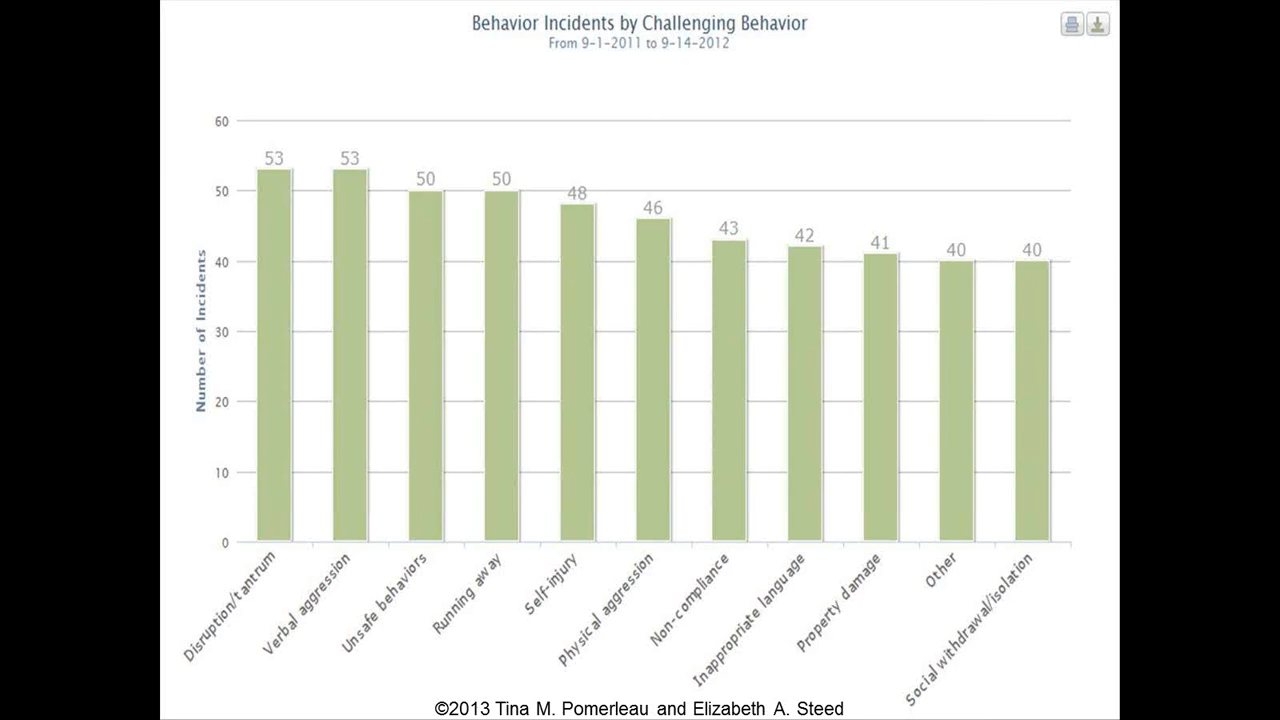 Behavior Incidents by Challenging Behavior
From 9-1-2011 to 9-14-2012
Number of Incidents
60
50
40
30
20
10
0
53
53
50
50
48
46
43
42
41
40
40
Disruption/tantrum
Verbal aggression
Unsafe behaviors
Running away
Self-injury
Physical aggression
Non-compliance
Inappropriate language
Property damage
Other
Social withdrawal/isolation
©2013 Tina M. Pomerleau and Elizabeth A. Steed